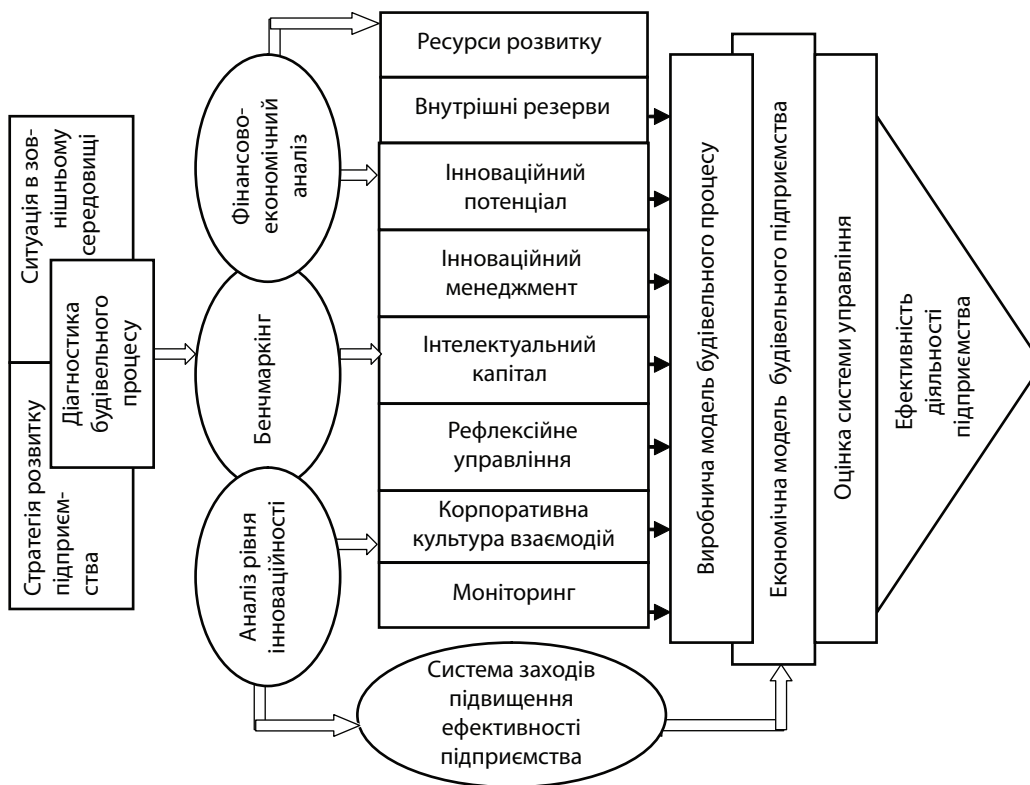 Ситуація в зов-
нішньому
середовищі
Стратегія розвитку
підприєм-
ства
Діагностика
будівельного
процесу
Фінансово-
економічний
аналіз
Бенчмаркінг
Аналіз рівня
інноваційності
Ресурси розвитку
Внутрішні резерви
Інноваційний
потенціал
Інноваційний
менеджмент
Інтелектуальний
капітал
Рефлексійне
управління
Корпоративна
культура взаємодій
Моніторинг
Система заходів
підвищення
ефективності
підприємства
Виробнича модель будівельного процесу
Економічна модель будівельного підприємства
Оцінка системи управління
Ефективність
діяльності
підприємства